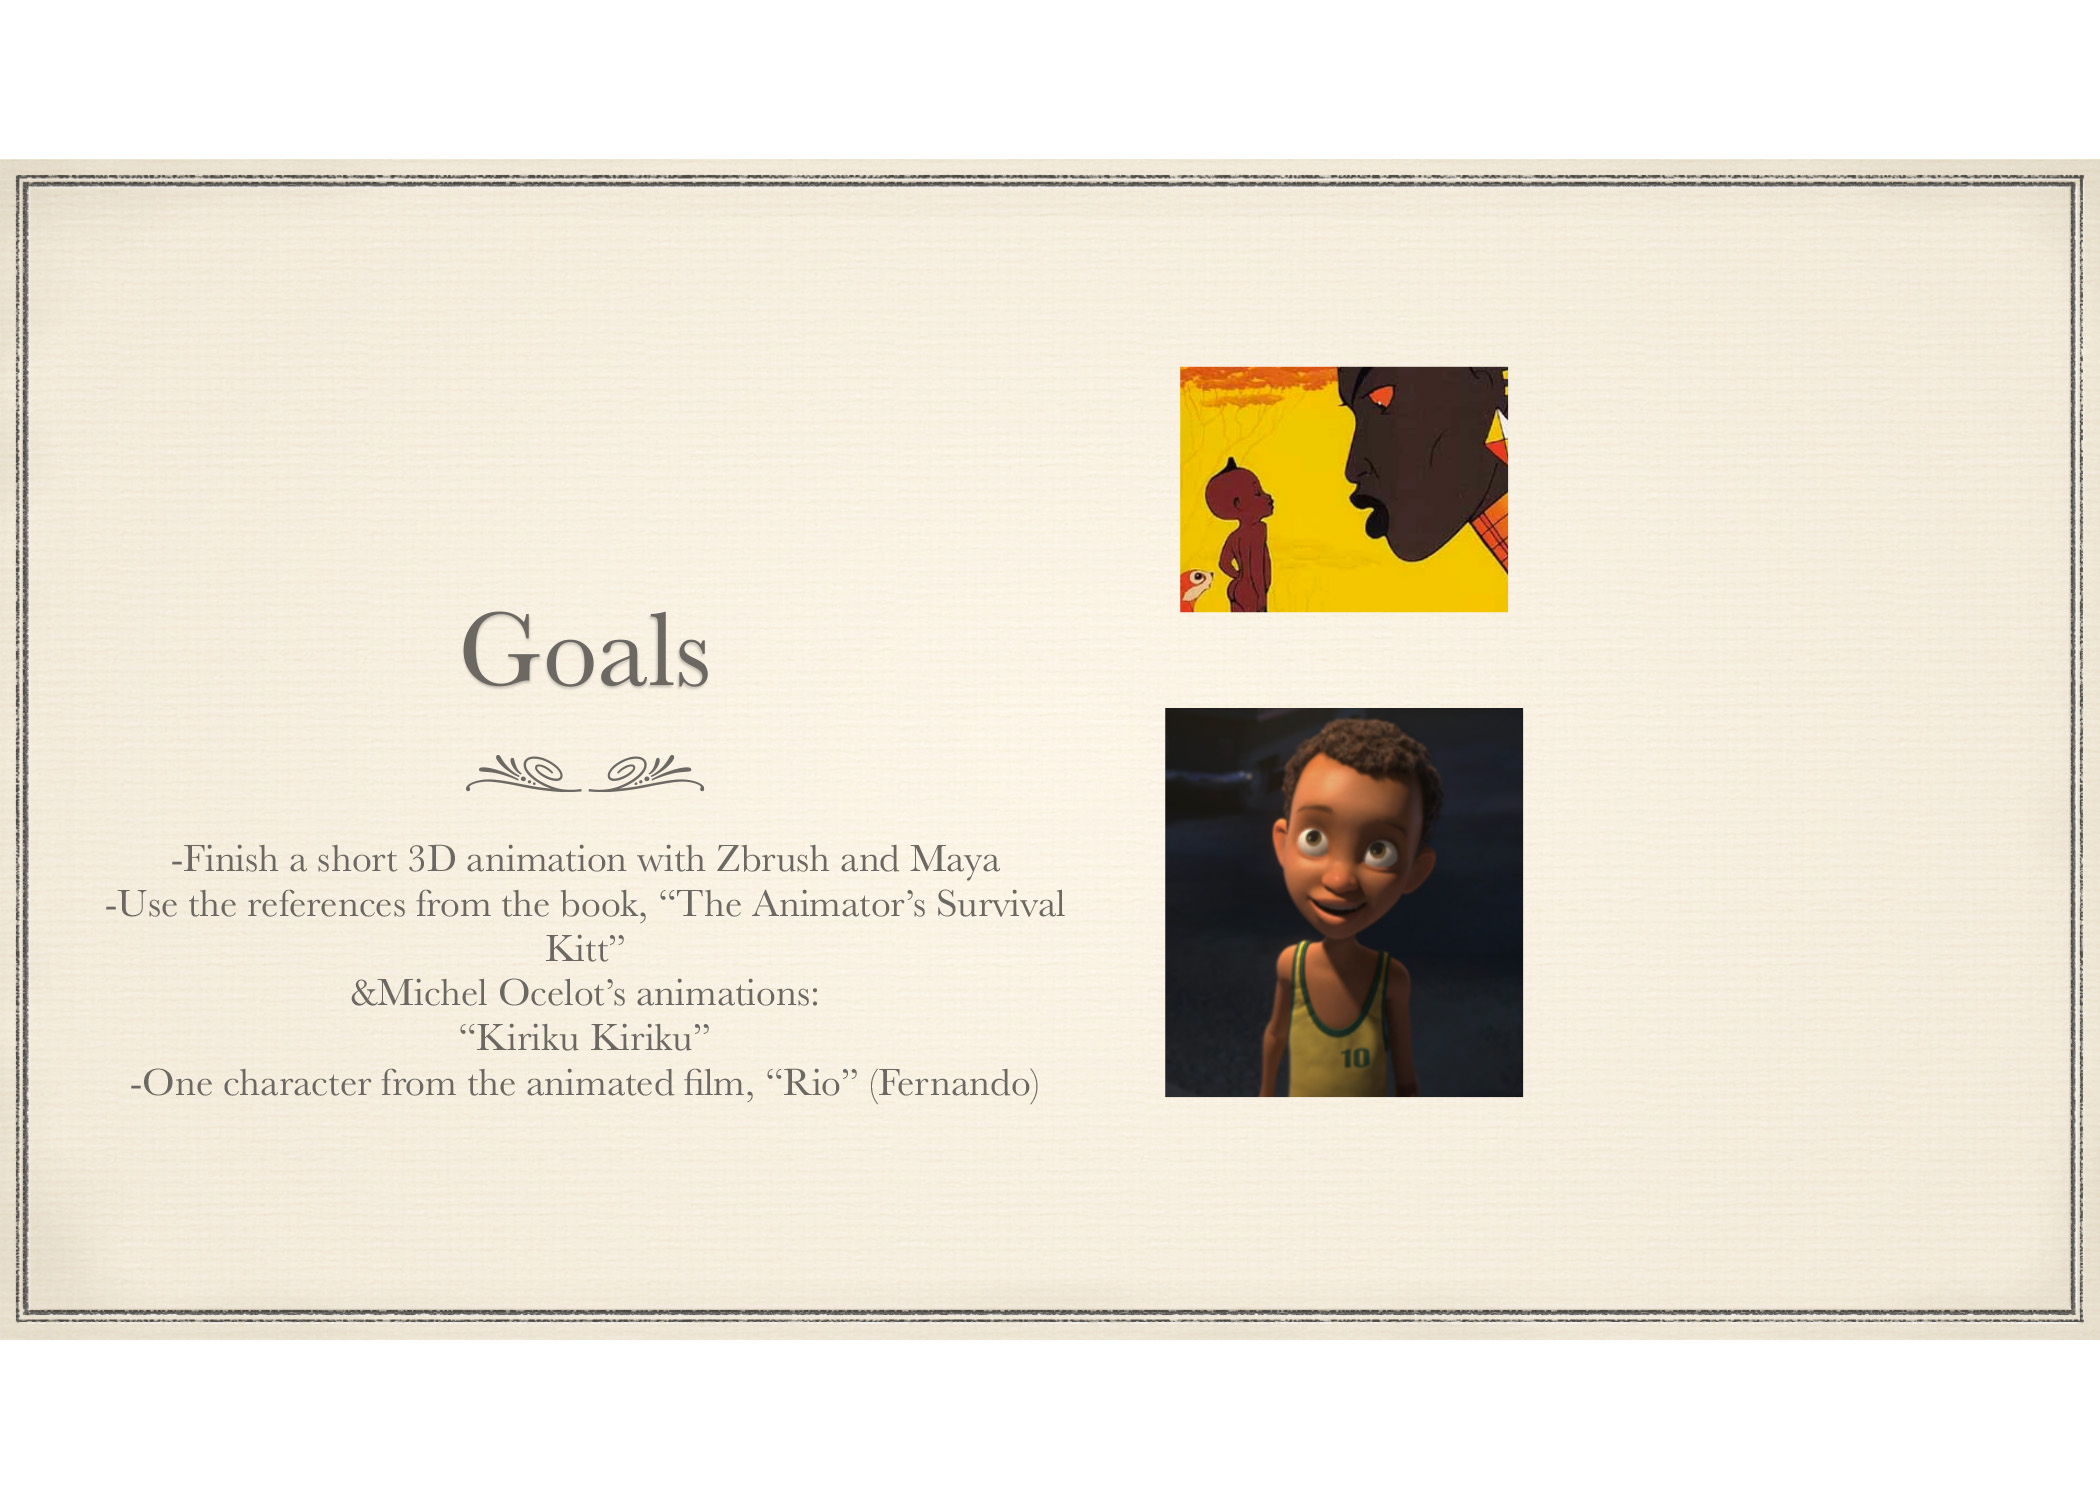 Goals
-Finish a short 3D animation with Zbrush and Maya
-Use the references from the book, “The Animator’s Survival
Kitt”
&Michel Ocelot’s animations:
“Kiriku Kiriku”
-One character from the animated film, “Rio” (Fernando)
10